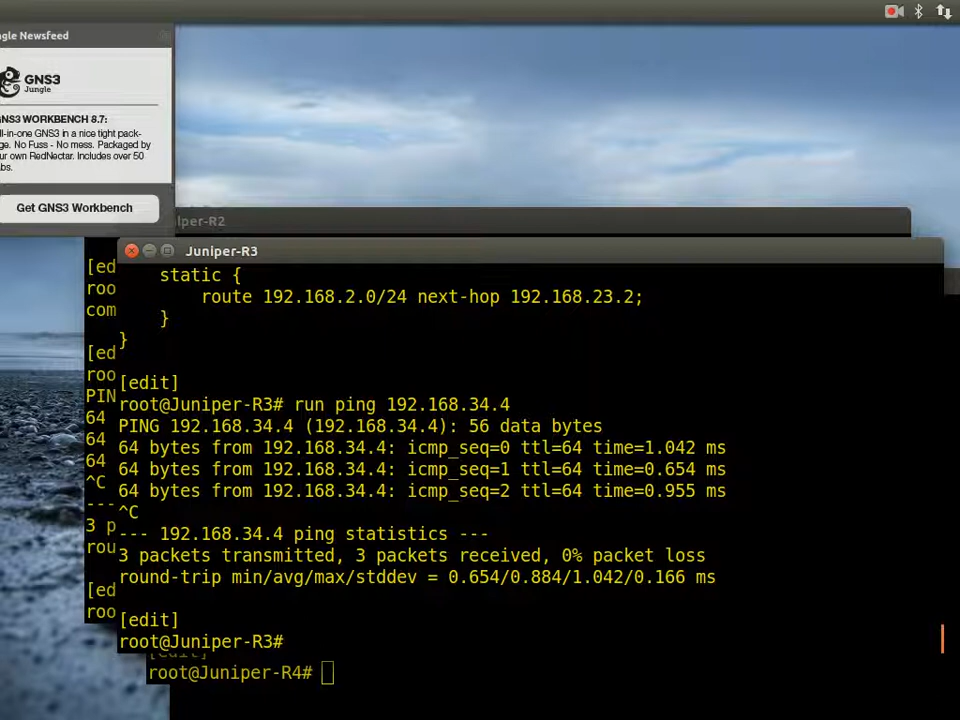 gle Newsfeed
GNS3
Jungle
NS3 WORKBENCH 8.7:
ll-in-one GNS3 in a nice tight pack-
ge. No Fuss - No mess. Packaged by
ur own RedNectar. Includes over 50
bs.
Get GNS3 Workbench
iper-R2
Juniper-R3
[ed
roo
com
[ed
roo
PIN
64
64
64
^C
---
3 p
rou
[ed
roo
static {
route 192.168.2.0/24 next-hop 192.168.23.2;
}
}
[edit]
root@Juniper-R3# run ping 192.168.34.4
PING 192.168.34.4 (192.168.34.4): 56 data bytes
64 bytes from 192.168.34.4: icmp_seq=0 ttl=64 time=1.042 ms
64 bytes from 192.168.34.4: icmp_seq=1 ttl=64 time=0.654 ms
64 bytes from 192.168.34.4: icmp_seq=2 ttl=64 time=0.955 ms
^C
--- 192.168.34.4 ping statistics ---
3 packets transmitted, 3 packets received, 0% packet loss
round-trip min/avg/max/stddev = 0.654/0.884/1.042/0.166 ms
[edit]
root@Juniper-R3#
[edit]
root@Juniper-R4#